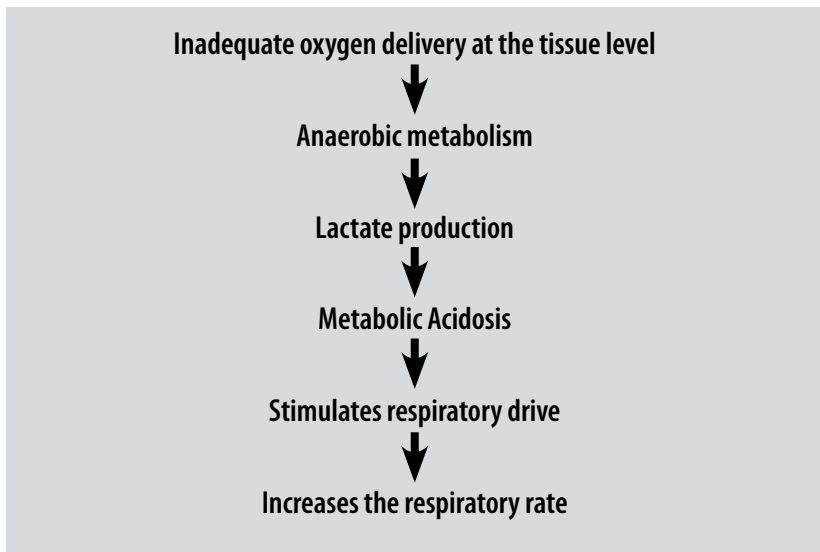 Inadequate oxygen delivery at the tissue level
Anaerobic metabolism
Lactate production
Metabolic Acidosis
Stimulates respiratory drive
Increases the respiratory rate